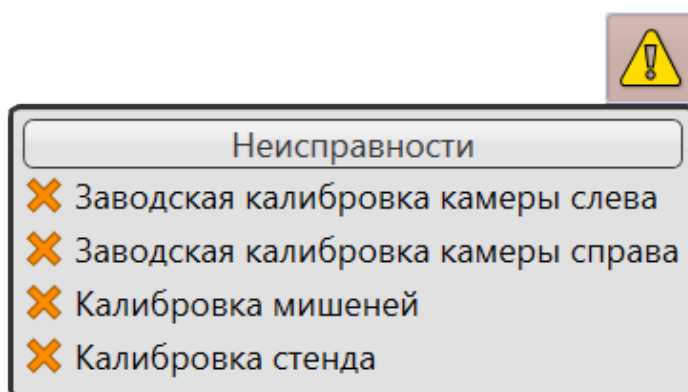 Неисправности
Заводская калибровка камеры слева
Заводская калибровка камеры справа
Калибровка мишеней
Калибровка стенда